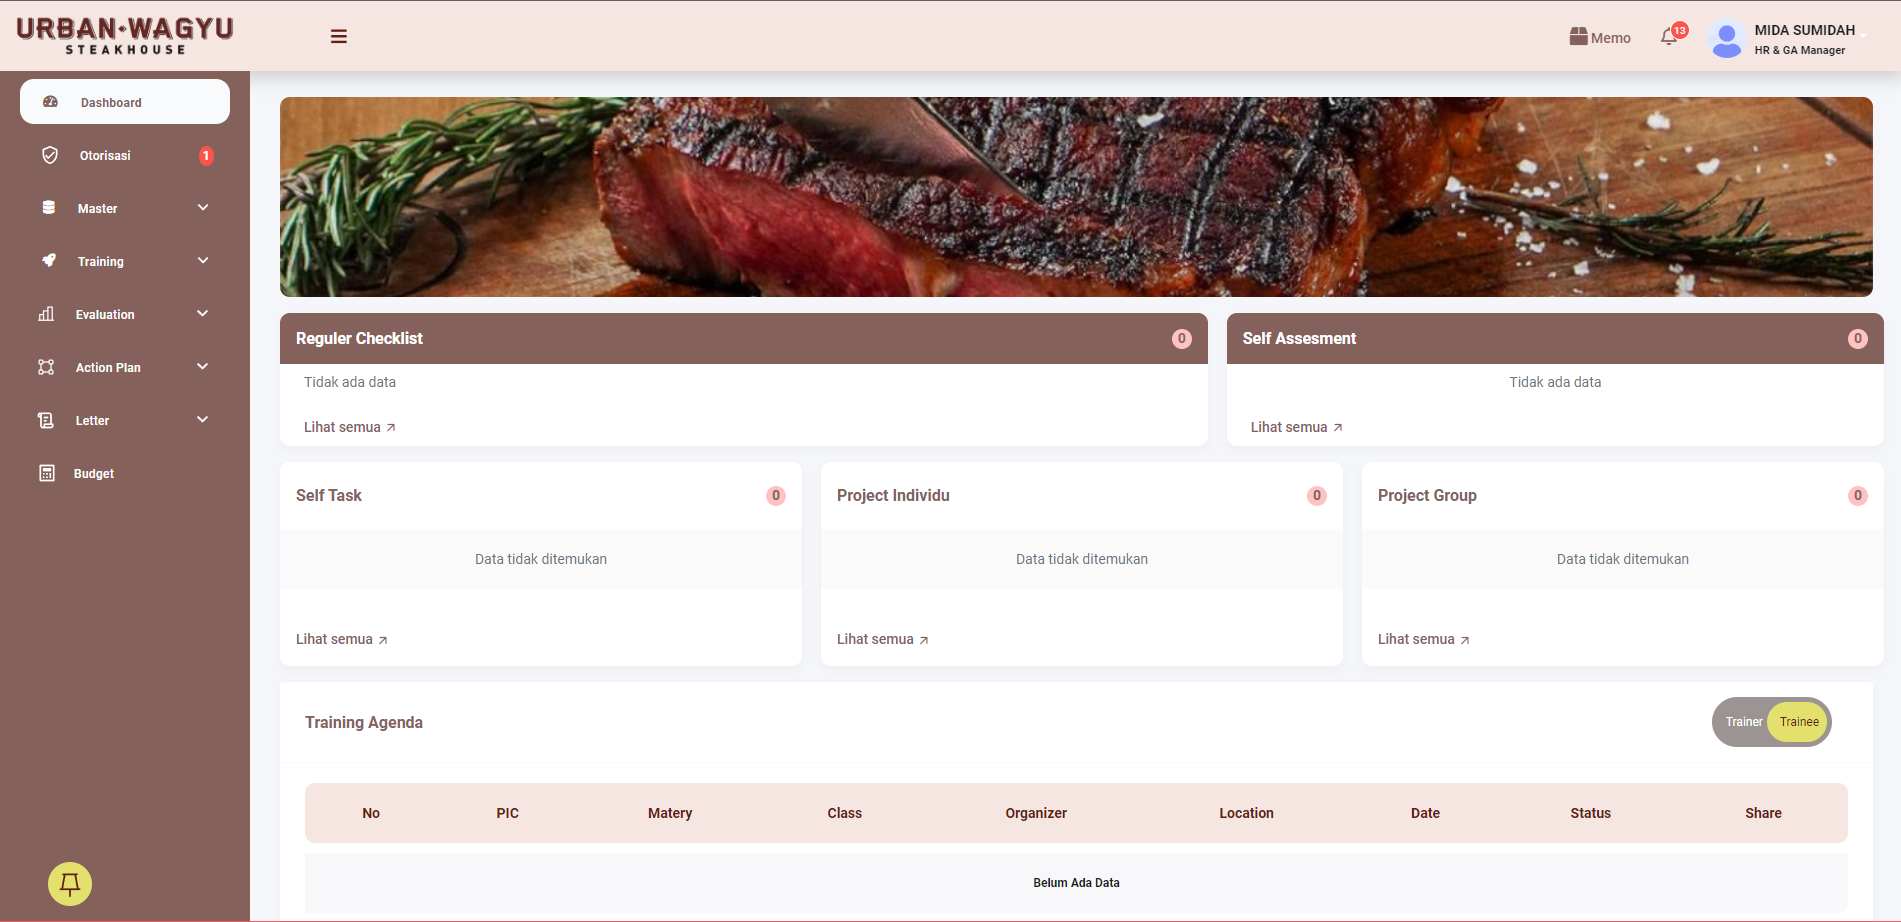 URBAN·WAGYU
STEAKHOUSE
Memo
13
MIDA SUMIDAH
HR & GA Manager
Dashboard
Otorisasi 1
Master
Training
Evaluation
Action Plan
Letter
Budget
Reguler Checklist 0
Tidak ada data
Lihat semua
Self Assesment 0
Tidak ada data
Lihat semua
Self Task 0
Data tidak ditemukan
Lihat semua
Project Individu 0
Data tidak ditemukan
Lihat semua
Project Group 0
Data tidak ditemukan
Lihat semua
Training Agenda
Trainer Trainee
No PIC Matery Class Organizer Location Date Status Share
Belum Ada Data